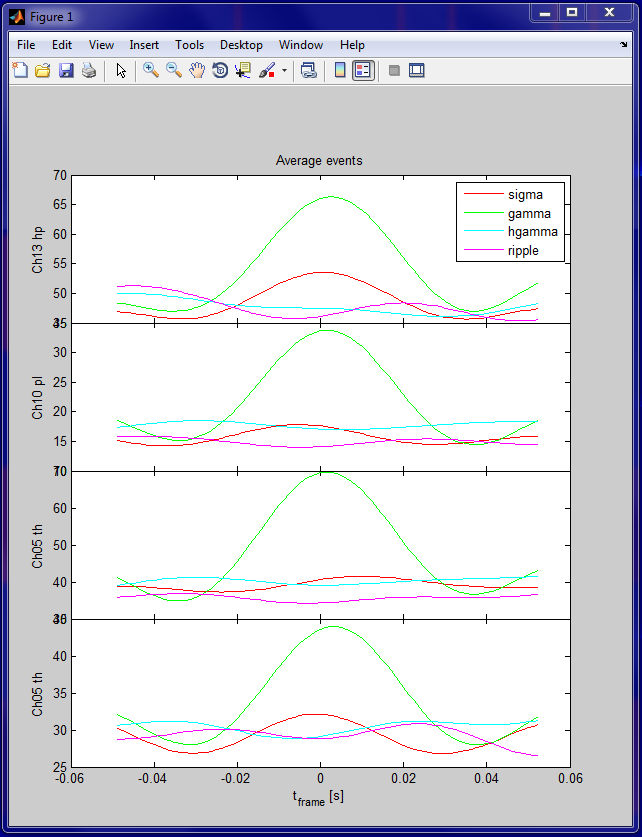 Figure 1
File Edit View Insert Tools Desktop Window Help
Average events
70
65
60
55
50
45
Ch13 hp
sigma
gamma
hgamma
ripple
35
30
25
20
15
10
Ch10 pl
70
60
50
40
30
Ch05 th
45
40
35
30
25
Ch05 th
-0.06 -0.04 -0.02 0 0.02 0.04 0.06
t_frame [s]